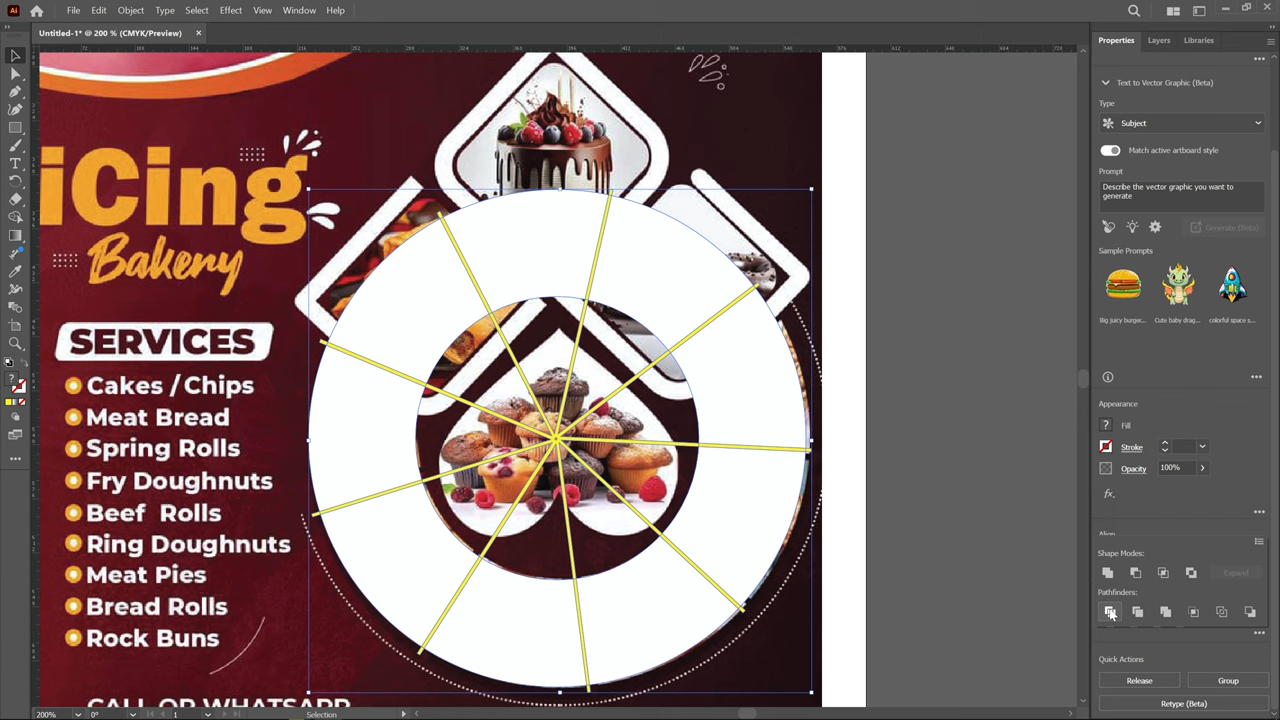 Ai
File Edit Object Type Select Effect View Window Help
Untitled-1* @ 200 % (CMYK/Preview) ×
Properties Layers Libraries
Text to Vector Graphic (Beta)
Type
Subject
Match active artboard style
Prompt
Describe the vector graphic you want to
generate
Generate (Beta)
Sample Prompts
Big juicy burger... Cute baby drag... colorful space s...
Appearance
? Fill
Stroke
Opacity 100%
fx.
Align
Shape Modes:
Expand
Pathfinders:
Quick Actions
Release Group
Retype (Beta)
iCing
Bakery
SERVICES
Cakes / Chips
Meat Bread
Spring Rolls
Fry Doughnuts
Beef Rolls
Ring Doughnuts
Meat Pies
Bread Rolls
Rock Buns
CALL OR WHATSAPP
200% 0° 1 Selection